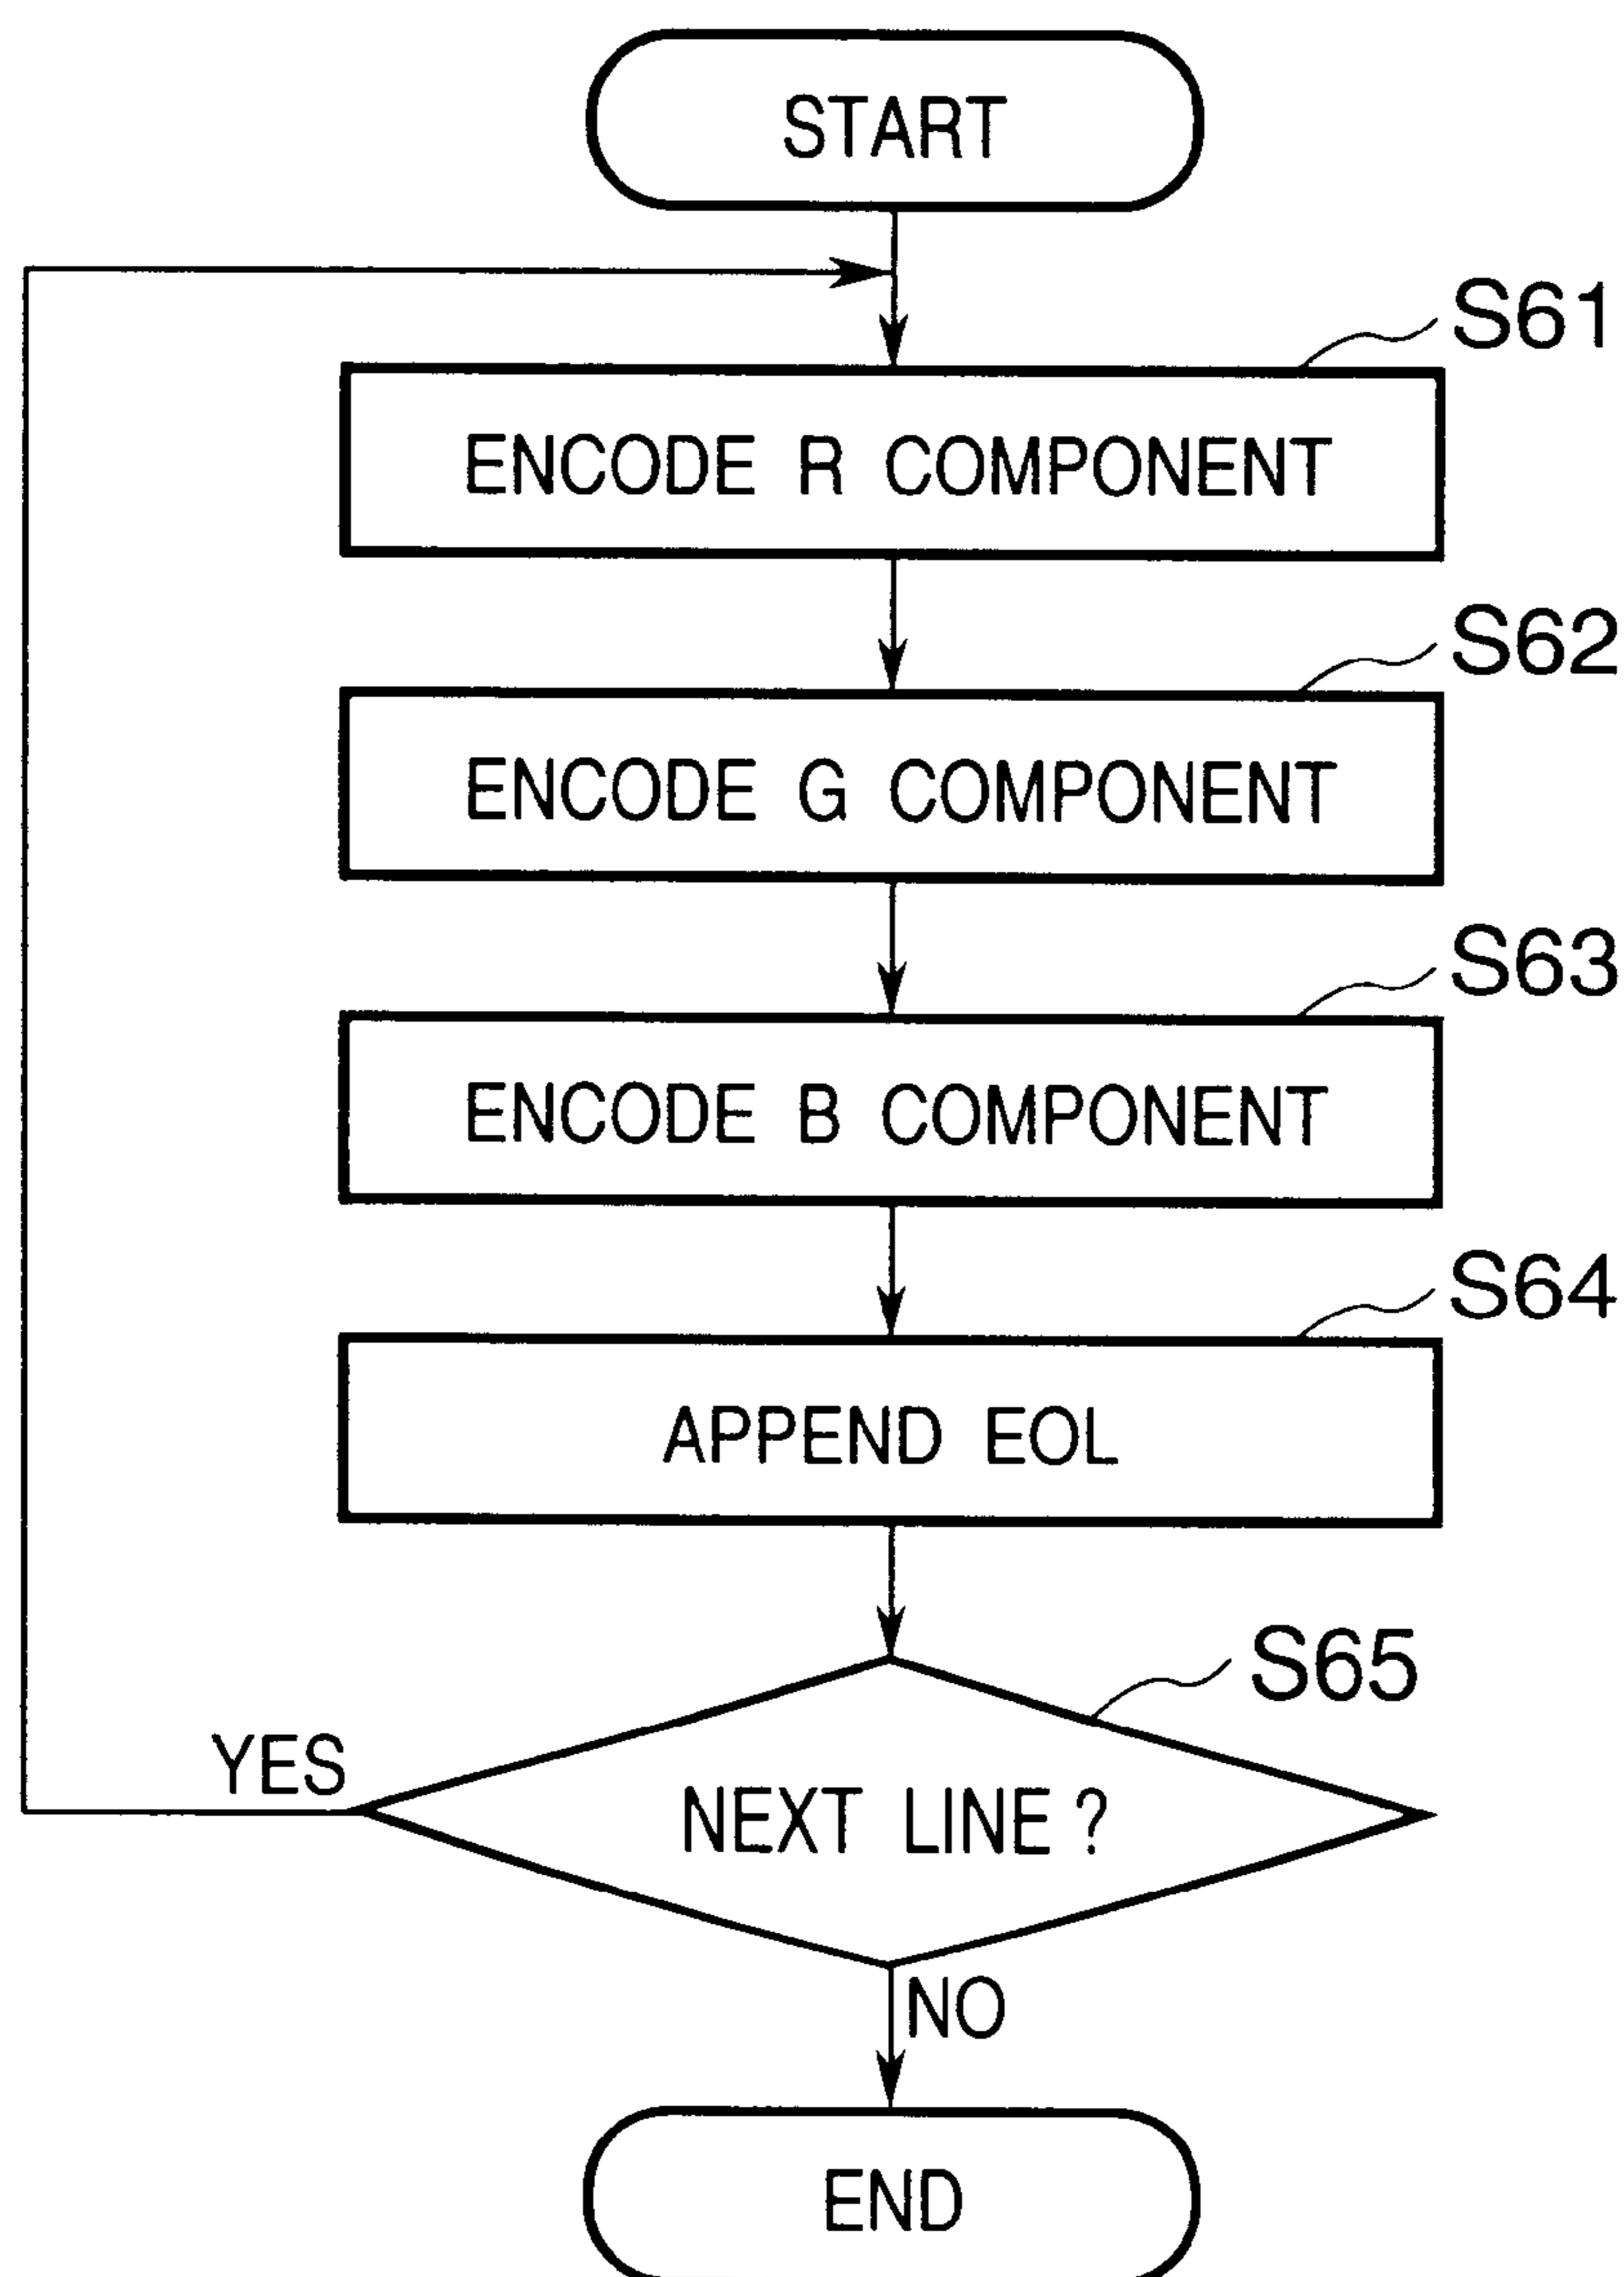 START
S61
ENCODE R COMPONENT
S62
ENCODE G COMPONENT
S63
ENCODE B COMPONENT
S64
APPEND EOL
S65
YES
NEXT LINE ?
NO
END